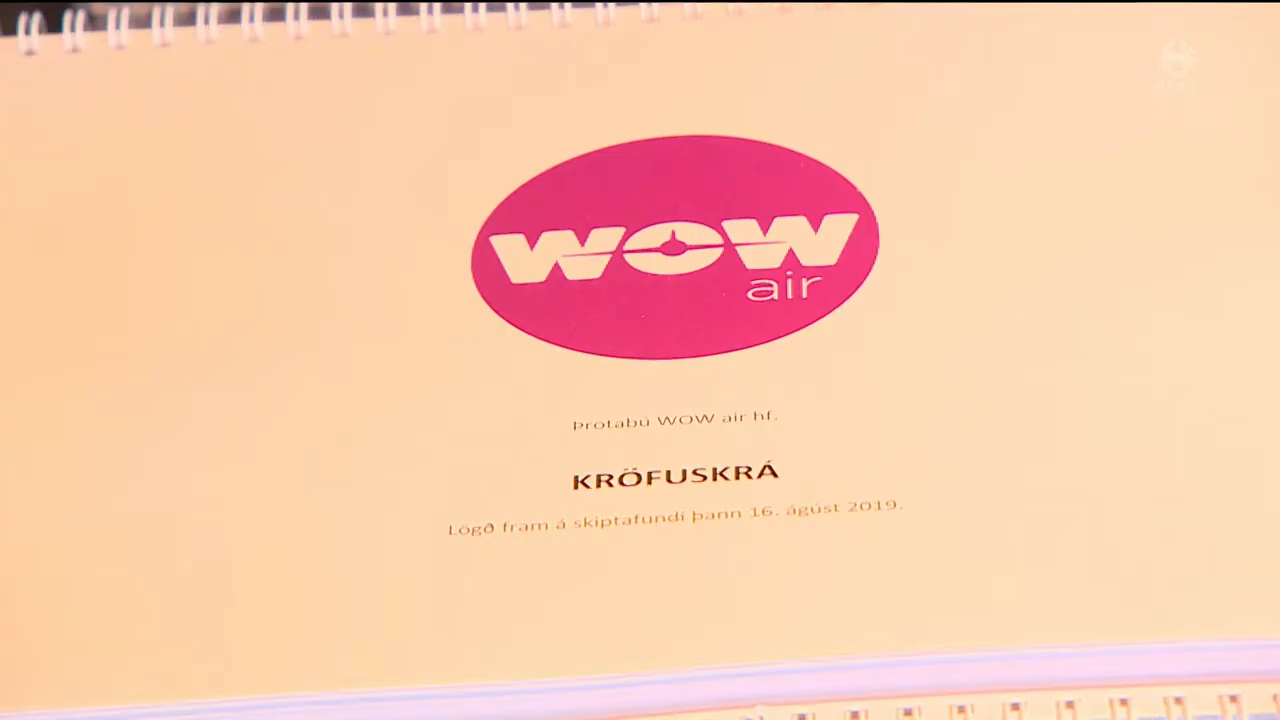 WOW
air
Þrotabú WOW air hf.
KRÖFUSKRÁ
Lögð fram á skiptafundi þann 16. ágúst 2019.